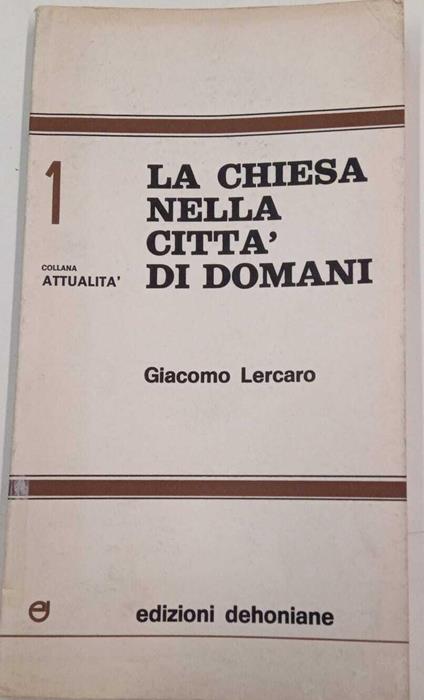 1
COLLANA
ATTUALITA'
LA CHIESA
NELLA
CITTA'
DI DOMANI
Giacomo Lercaro
edizioni dehoniane